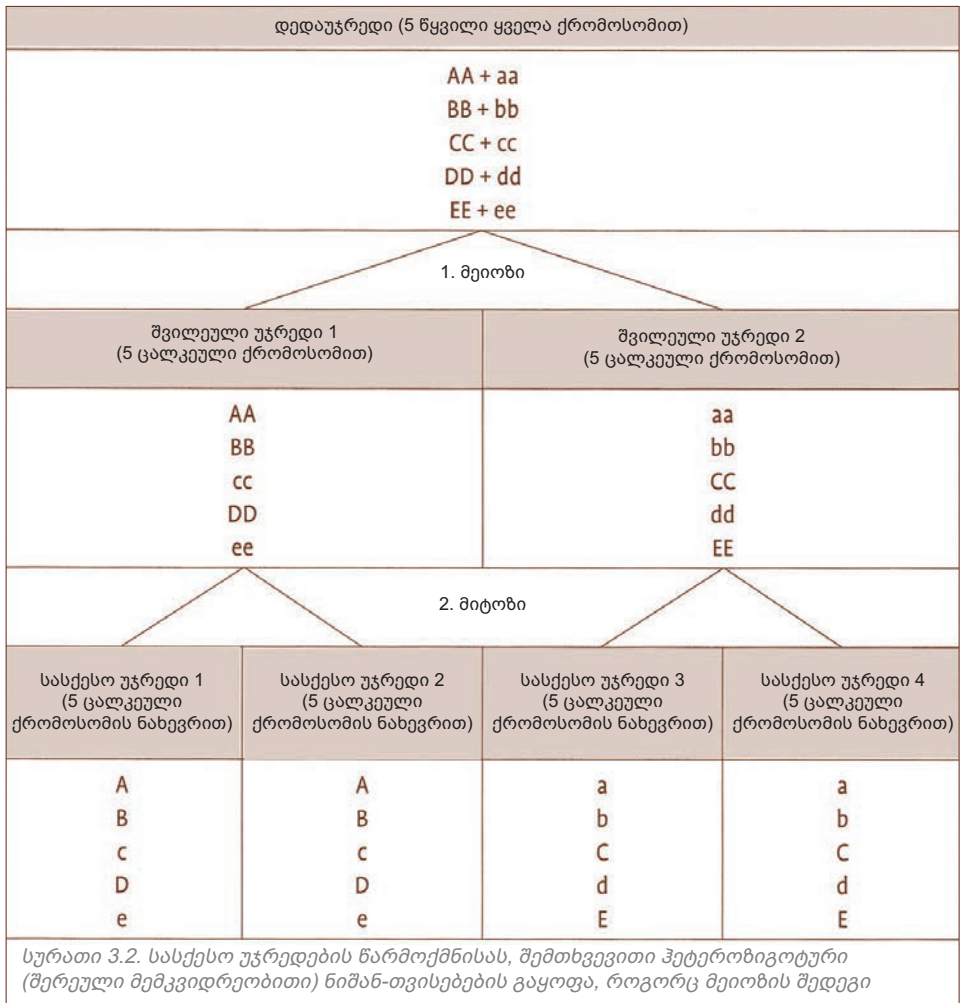 დედაუჯრედი (5 წყვილი ყველა ქრომოსომით)
AA + aa
BB + bb
CC + cc
DD + dd
EE + ee
1. მეიოზი
შვილეული უჯრედი 1
(5 ცალკეული ქრომოსომით)
AA
BB
cc
DD
ee
შვილეული უჯრედი 2
(5 ცალკეული ქრომოსომით)
aa
bb
CC
dd
EE
2. მიტოზი
სასქესო უჯრედი 1
(5 ცალკეული
ქრომოსომის ნახევრით)
A
B
c
D
e
სასქესო უჯრედი 2
(5 ცალკეული
ქრომოსომის ნახევრით)
A
B
c
D
e
სასქესო უჯრედი 3
(5 ცალკეული
ქრომოსომის ნახევრით)
a
b
C
d
E
სასქესო უჯრედი 4
(5 ცალკეული
ქრომოსომის ნახევრით)
a
b
C
d
E
სურათი 3.2. სასქესო უჯრედების წარმოქმნისას, შემთხვევითი ჰეტეროზიგოტური
(შერეული მემკვიდრეობითი) ნიშან-თვისებების გაყოფა, როგორც მეიოზის შედეგი